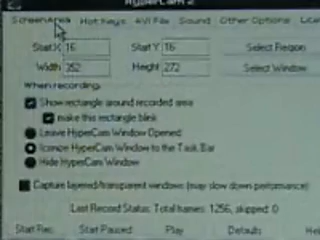 HyperCam 2
Screen Area Hot Keys AVI File Sound Other Options
Start X 16 Start Y 16 Select Region
Width 352 Height 272 Select Window
When recording:
Show rectangle around recorded area
make this rectangle blink
Leave HyperCam Window Opened
Iconize HyperCam Window to the Task Bar
Hide HyperCam Window
Capture layered/transparent windows (may slow down performance)
Last Record Status: Total frames: 1256, skipped: 0
Start Rec. Start Paused Play Defaults